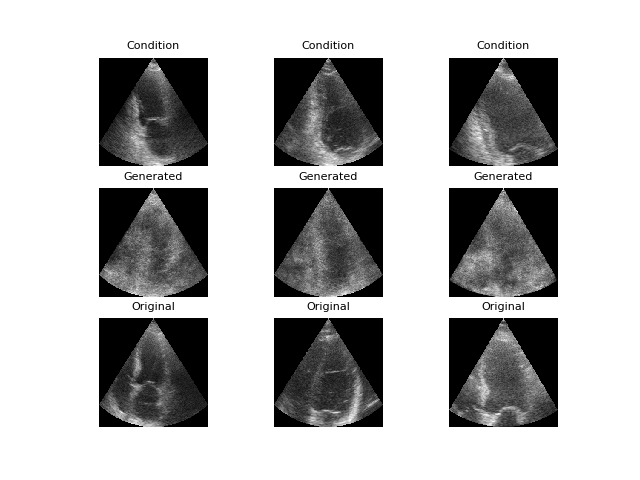 Condition Condition Condition
Generated Generated Generated
Original Original Original